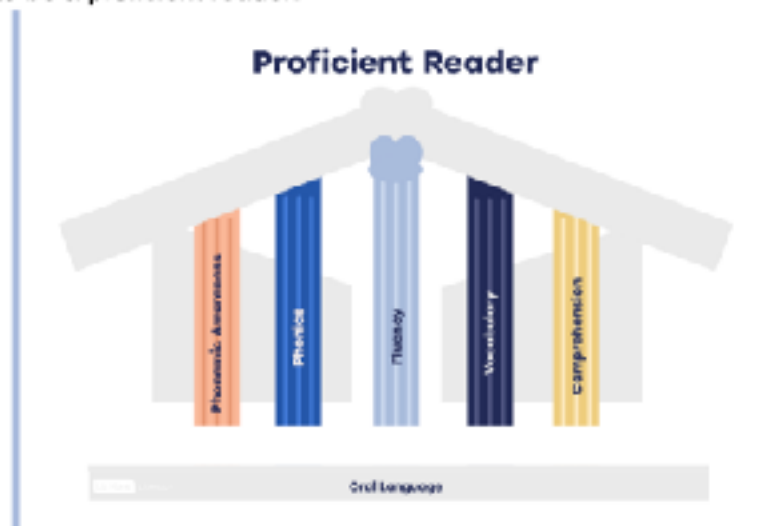 Proficient Reader
Phonemic Awareness
Phonics
Fluency
Vocabulary
Comprehension
Oral Language